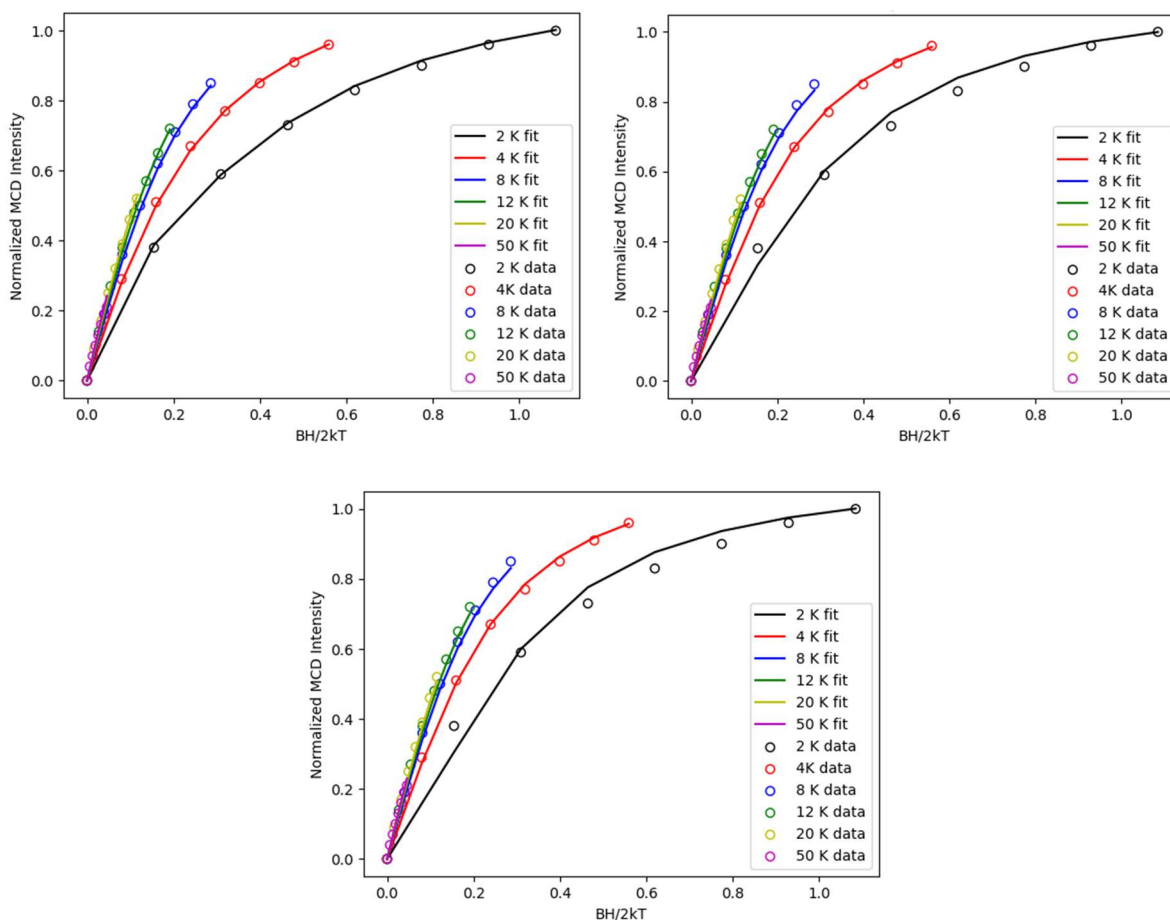 1.0
0.8
0.6
0.4
0.2
0.0
Normalized MCD Intensity
0.0 0.2 0.4 0.6 0.8 1.0
BH/2kT
2 K fit
4 K fit
8 K fit
12 K fit
20 K fit
50 K fit
2 K data
4K data
8 K data
12 K data
20 K data
50 K data
1.0
0.8
0.6
0.4
0.2
0.0
Normalized MCD Intensity
0.0 0.2 0.4 0.6 0.8 1.0
BH/2kT
2 K fit
4 K fit
8 K fit
12 K fit
20 K fit
50 K fit
2 K data
4K data
8 K data
12 K data
20 K data
50 K data
1.0
0.8
0.6
0.4
0.2
0.0
Normalized MCD Intensity
0.0 0.2 0.4 0.6 0.8 1.0
BH/2kT
2 K fit
4 K fit
8 K fit
12 K fit
20 K fit
50 K fit
2 K data
4K data
8 K data
12 K data
20 K data
50 K data